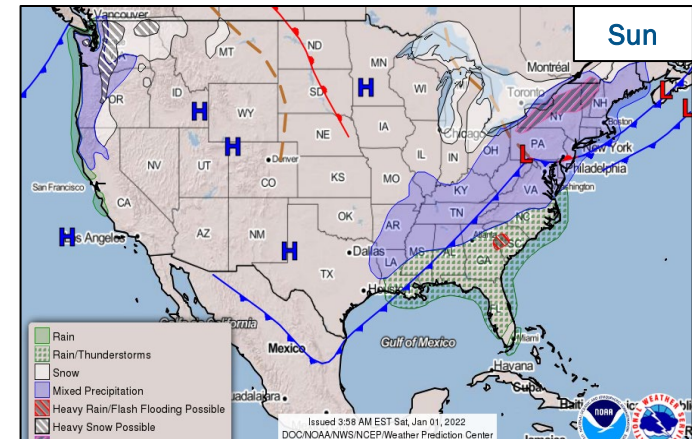 Sun
Vancouver
MT
ND
MN
Montréal
OR
ID
WY
SD
WI
Toronto
NH
NY
H
H
H
L
L
L
Boston
Chicago
NE
IA
PA
New York
NV
UT
Denver
CO
KS
MO
IL
IN
OH
Philadelphia
San Francisco
CA
KY
VA
Washington
H
Los Angeles
AZ
NM
H
OK
AR
TN
NC
Atlanta
SC
TX
Dallas
LA
MS
AL
GA
Houston
FL
Miami
Mexico
Gulf of Mexico
Havana
Cuba
Rain
Rain/Thunderstorms
Snow
Mixed Precipitation
Heavy Rain/Flash Flooding Possible
Heavy Snow Possible
Issued 3:58 AM EST Sat, Jan 01, 2022
DOC/NOAA/NWS/NCEP/Weather Prediction Center
NOAA